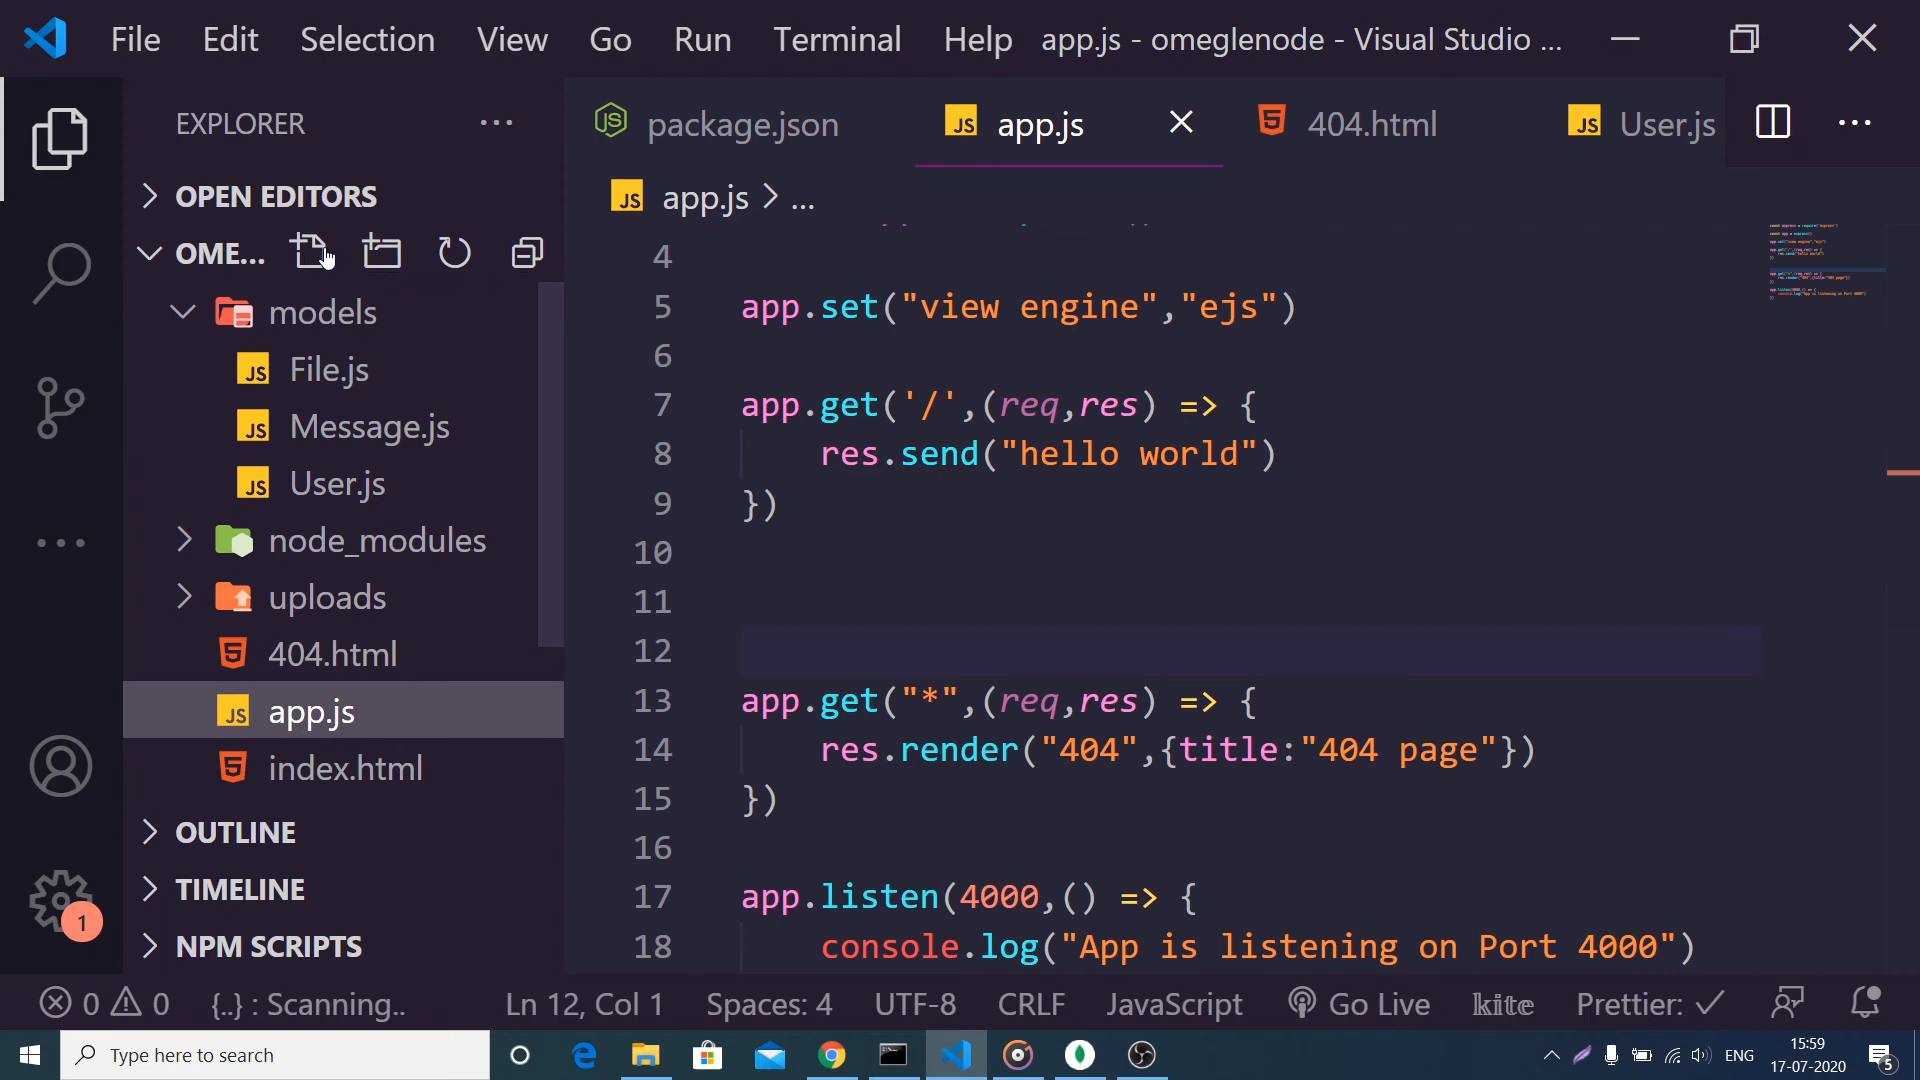 File Edit Selection View Go Run Terminal Help app.js - omeglenode - Visual Studio ...
EXPLORER
OPEN EDITORS
OME...
models
File.js
Message.js
User.js
node_modules
uploads
404.html
app.js
index.html
OUTLINE
TIMELINE
NPM SCRIPTS
1
package.json app.js 404.html User.js
app.js > ...
4
5 app.set("view engine","ejs")
6
7 app.get('/',(req,res) => {
8 res.send("hello world")
9 })
10
11
12
13 app.get("*",(req,res) => {
14 res.render("404",{title:"404 page"})
15 })
16
17 app.listen(4000,() => {
18 console.log("App is listening on Port 4000")
0 0 {..} : Scanning.. Ln 12, Col 1 Spaces: 4 UTF-8 CRLF JavaScript Go Live kite Prettier: ✓
Type here to search
ENG
15:59
17-07-2020
5